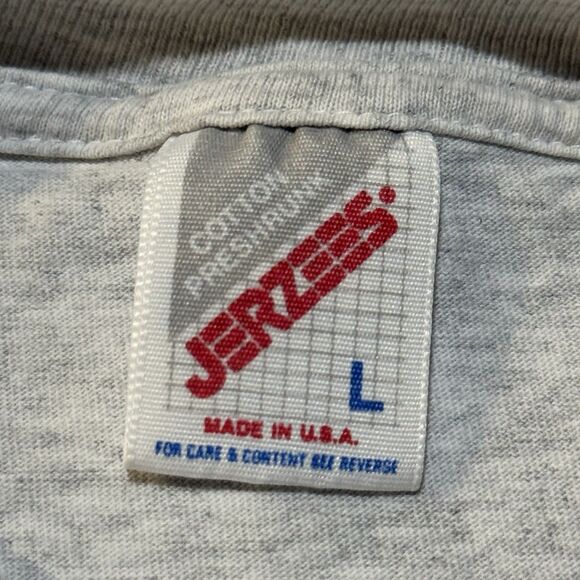 COTTON
PRESHRUNK
JERZEES
L
MADE IN U.S.A.
FOR CARE & CONTENT SEE REVERSE